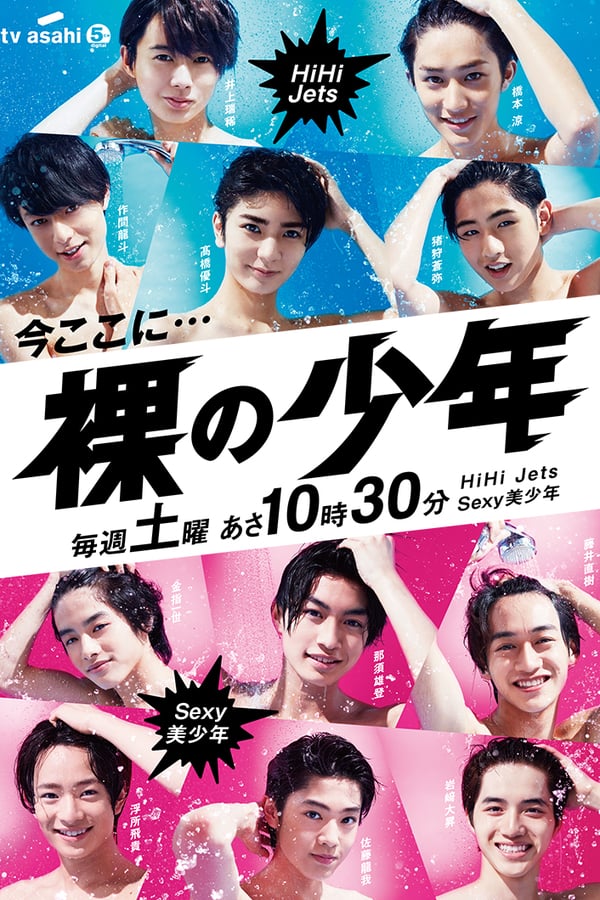 tv asahi 5
digital
HiHi
Jets
井上瑞稀
橋本 涼
作間龍斗
髙橋優斗
猪狩蒼弥
今ここに…
裸の少年
毎週土曜 あさ10時30分
HiHi Jets
Sexy美少年
金指一世
那須雄登
藤井直樹
Sexy
美少年
浮所飛貴
佐藤龍我
岩﨑大昇